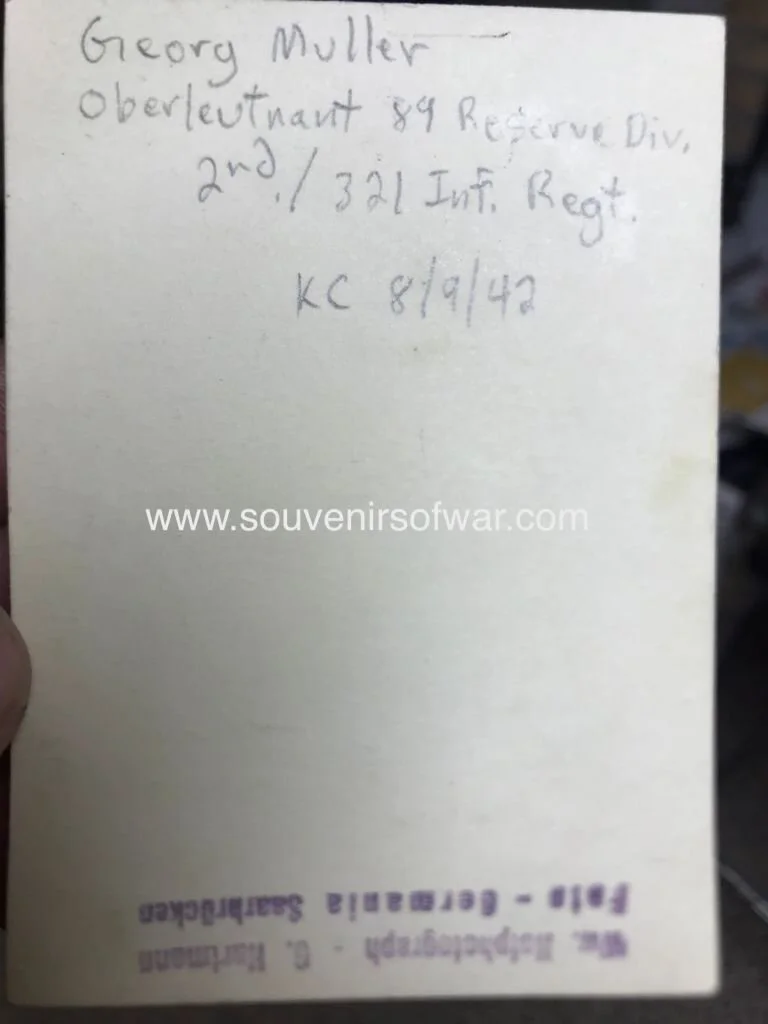 Georg Muller
Oberleutnant 89 Reserve Div.
2nd./ 321 Inf. Regt.
KC 8/9/42
www.souvenirsofwar.com
Ww. Hofphotograph - G. Hartmann
Foto - Germania Saarbrücken